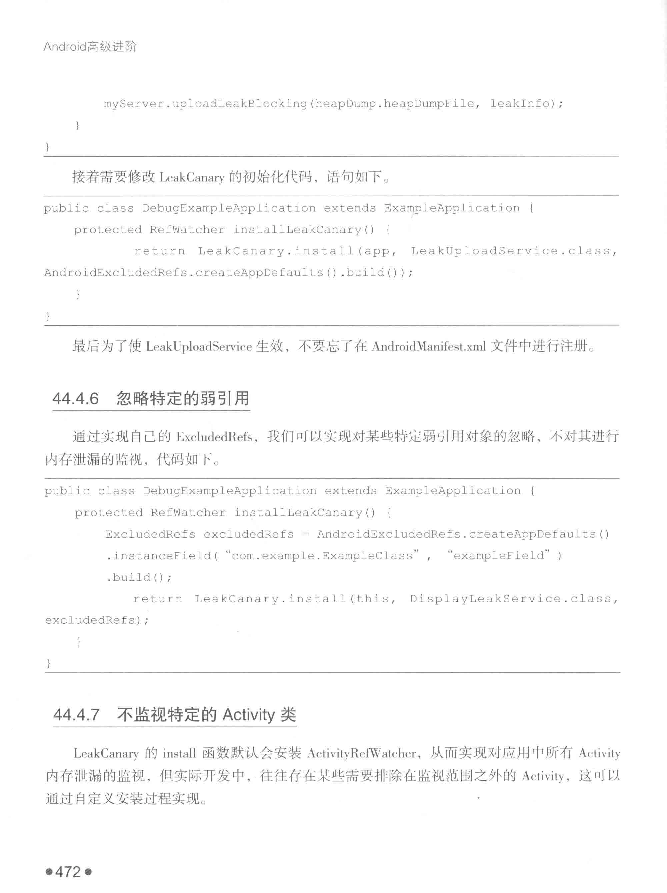 Android高级进阶
myServer.uploadLeakBlocking(heapDump.heapDumpFile, leakInfo);
}
}
接着需要修改 LeakCanary 的初始化代码，语句如下。
public class DebugExampleApplication extends ExampleApplication {
protected RefWatcher installLeakCanary() {
return LeakCanary.install(app, LeakUploadService.class,
AndroidExcludedRefs.createAppDefaults().build());
}
}
最后为了使 LeakUploadService 生效，不要忘了在 AndroidManifest.xml 文件中进行注册。
44.4.6 忽略特定的弱引用
通过实现自己的 ExcludedRefs，我们可以实现对某些特定弱引用对象的忽略，不对其进行
内存泄漏的监视，代码如下。
public class DebugExampleApplication extends ExampleApplication {
protected RefWatcher installLeakCanary() {
ExcludedRefs excludedRefs = AndroidExcludedRefs.createAppDefaults()
.instanceField(“com.example.ExampleClass”, “exampleField”)
.build();
return LeakCanary.install(this, DisplayLeakService.class,
excludedRefs);
}
}
44.4.7 不监视特定的 Activity 类
LeakCanary 的 install 函数默认会安装 ActivityRefWatcher，从而实现对应用中所有 Activity
内存泄漏的监视，但实际开发中，往往存在某些需要排除在监视范围之外的 Activity，这可以
通过自定义安装过程实现。
●472●